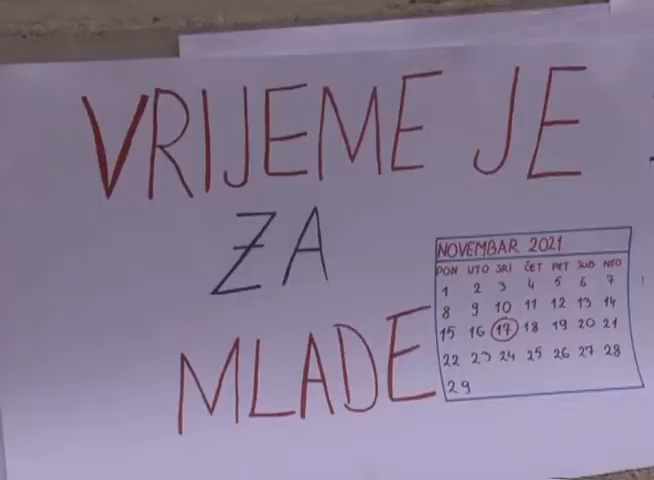 VRIJEME JE
ZA
MLADE
NOVEMBAR 2021
PON UTO SRI ČET PET SUB NED
1 2 3 4 5 6 7
8 9 10 11 12 13 14
15 16 17 18 19 20 21
22 23 24 25 26 27 28
29